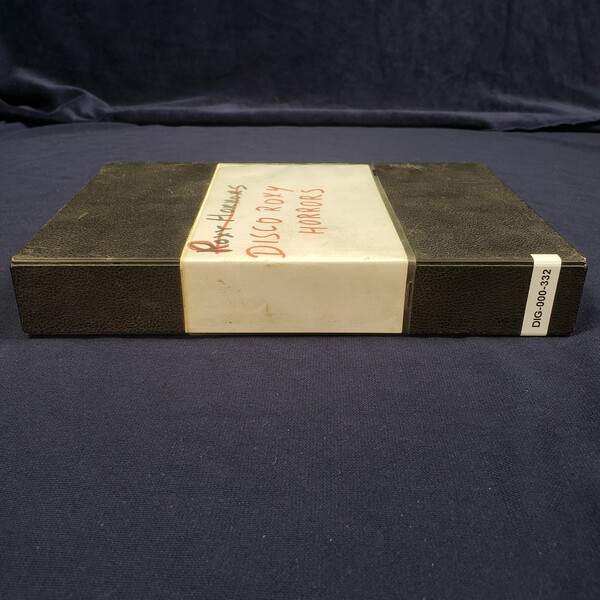 Roxy Horrors
DISCO ROXY
HORRORS
DIG-000-332